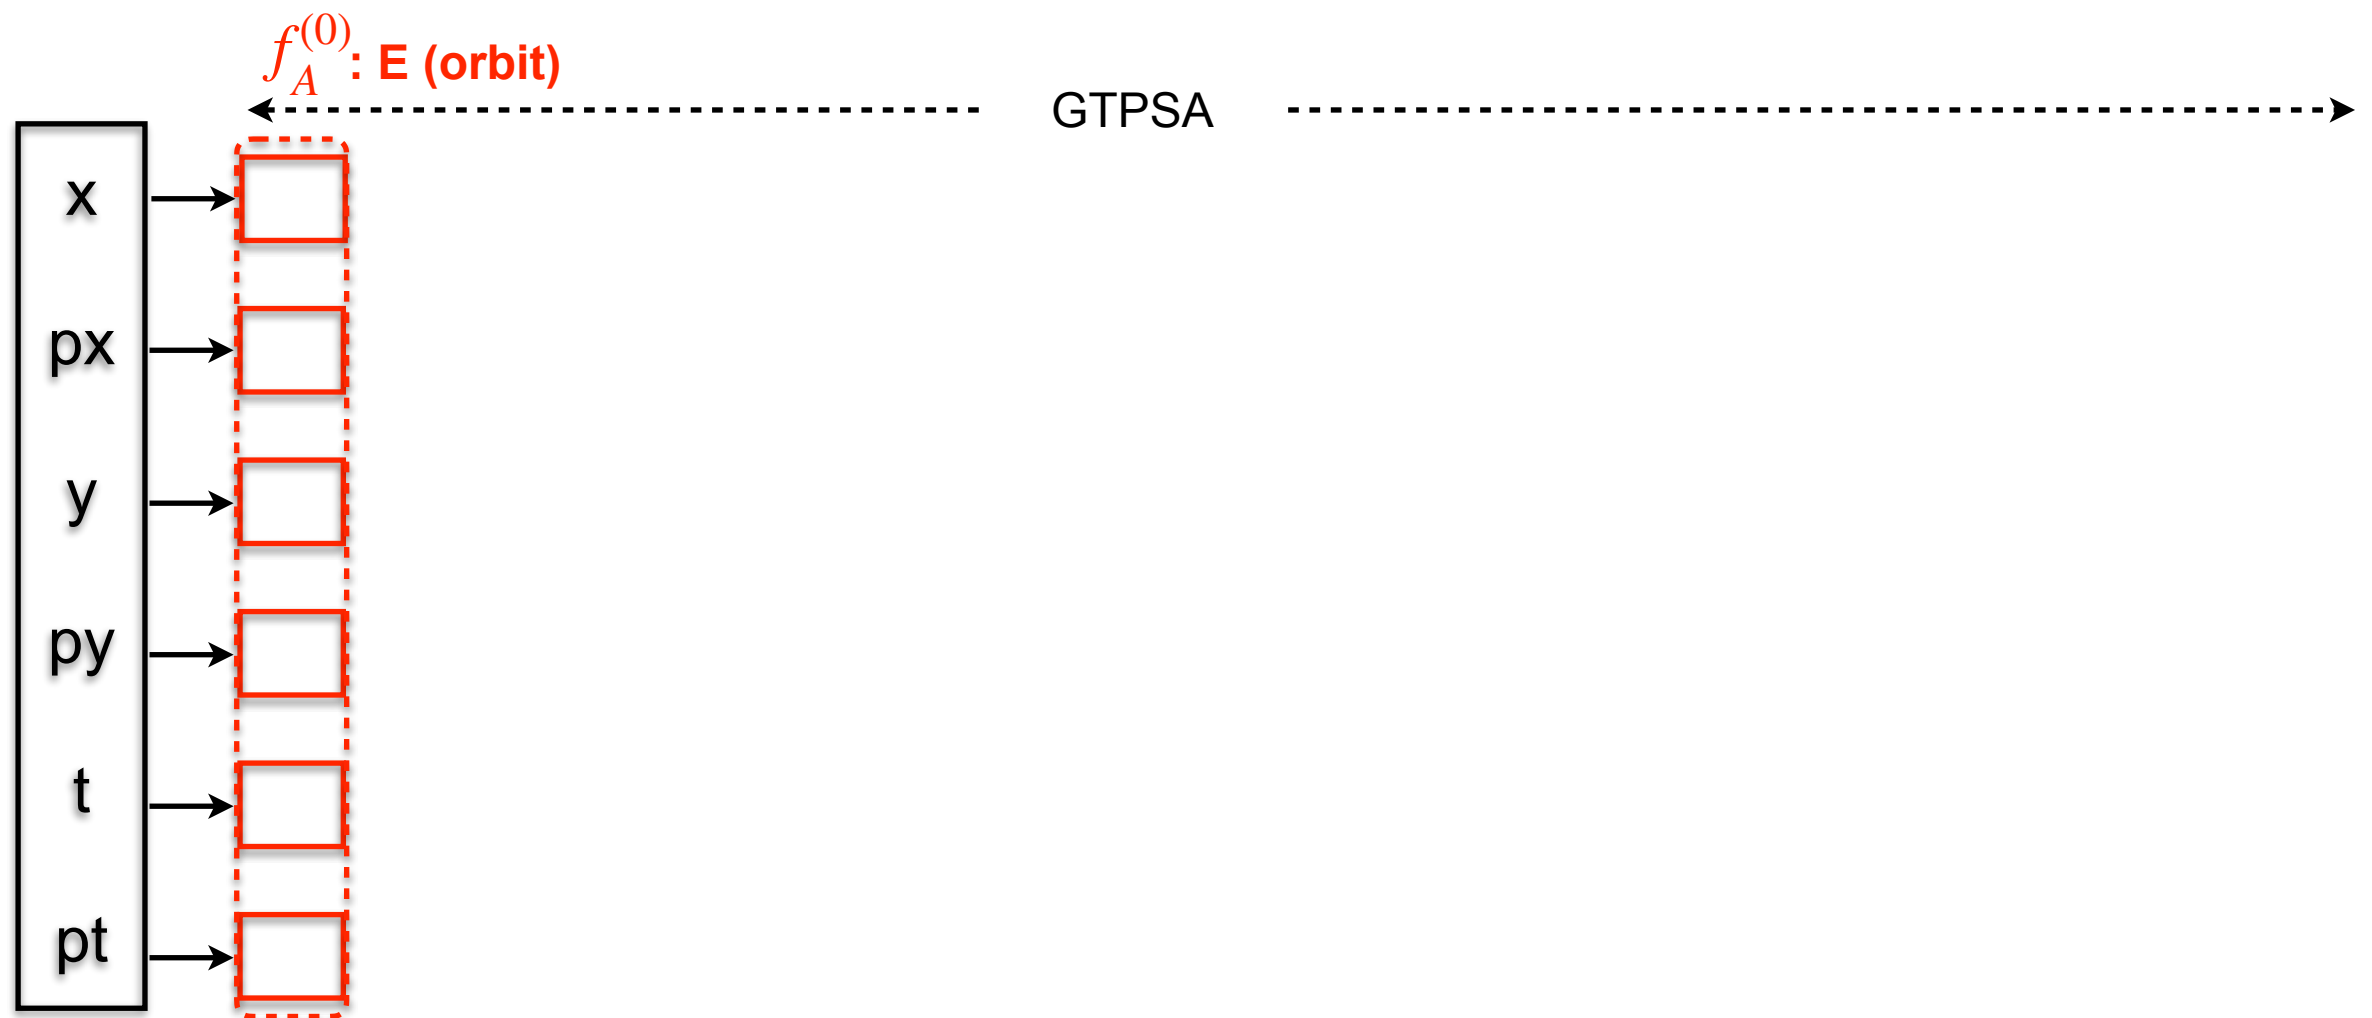 f_A^(0): E (orbit)
GTPSA
x
px
y
py
t
pt